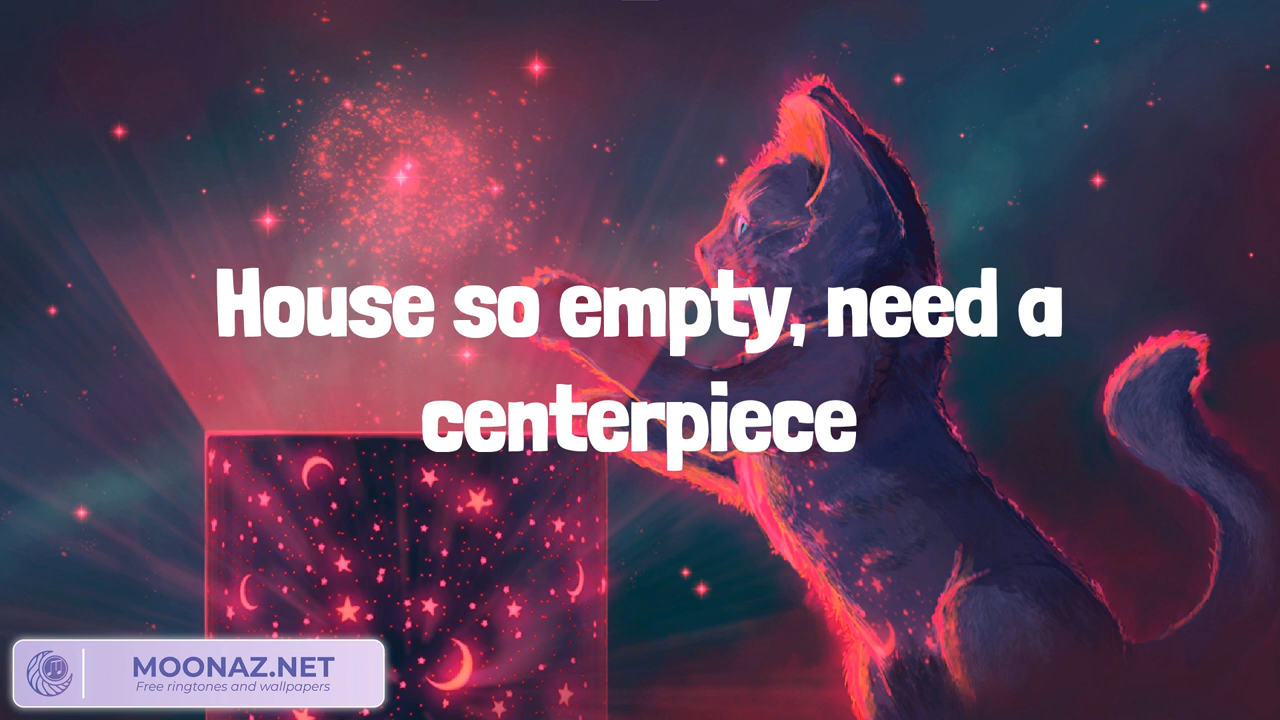 House so empty, need a
centerpiece
MOONAZ.NET
Free ringtones and wallpapers